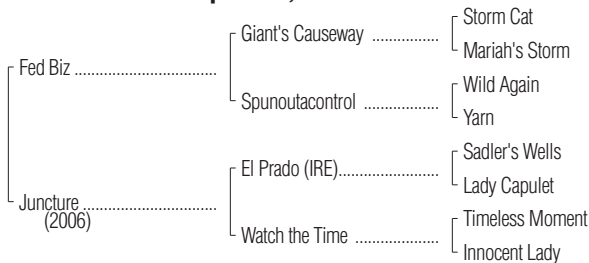 Storm Cat
Giant's Causeway ................
Mariah's Storm
Fed Biz ..................................
Wild Again
Spunoutacontrol ..................
Yarn
Sadler's Wells
El Prado (IRE)........................
Lady Capulet
Juncture ................................
(2006)
Timeless Moment
Watch the Time ....................
Innocent Lady